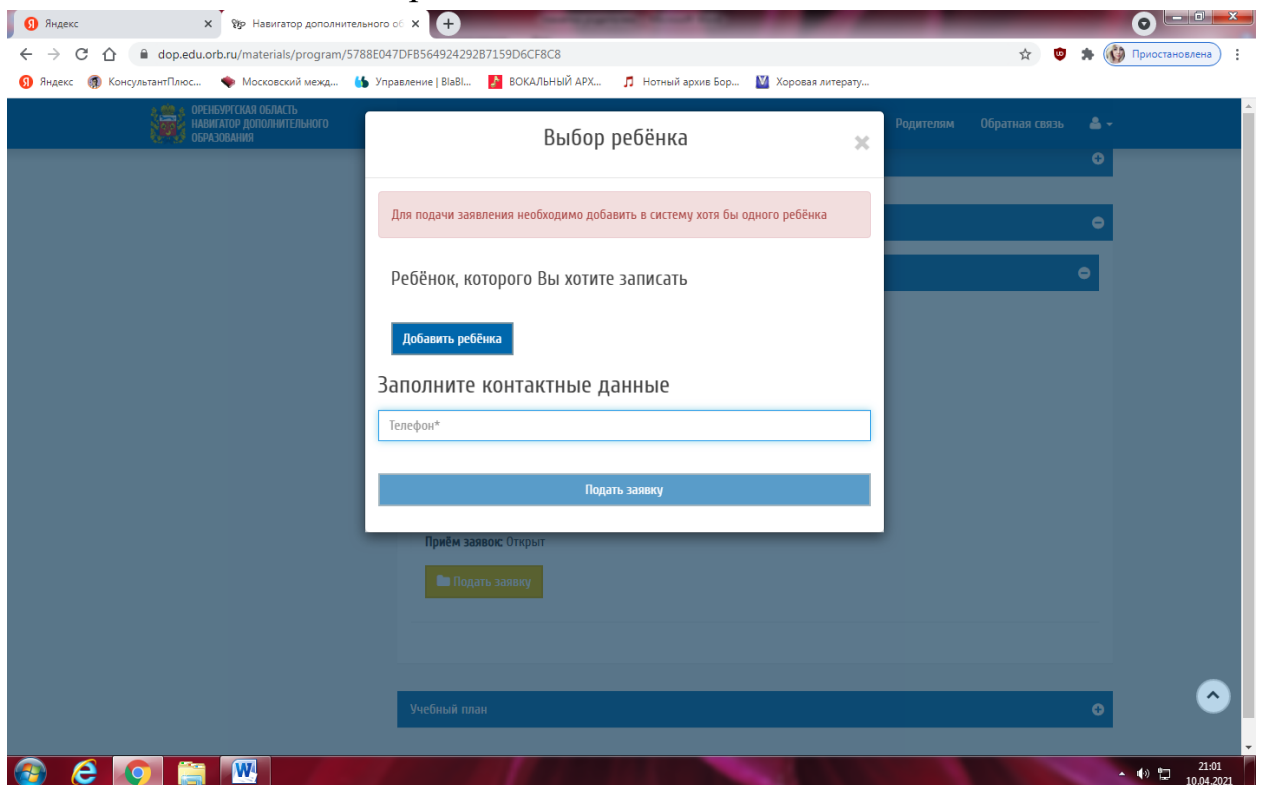 Яндекс
Навигатор дополнительного об
dop.edu.orb.ru/materials/program/5788E047DFB564924292B7159D6CF8C8
Приостановлена
Яндекс
КонсультантПлюс...
Московский межд...
Управление | BlaBl...
ВОКАЛЬНЫЙ АРХ...
Нотный архив Бор...
Хоровая литерату...
ОРЕНБУРГСКАЯ ОБЛАСТЬ
НАВИГАТОР ДОПОЛНИТЕЛЬНОГО
ОБРАЗОВАНИЯ
Родителям
Обратная связь
Выбор ребёнка
Для подачи заявления необходимо добавить в систему хотя бы одного ребёнка
Ребёнок, которого Вы хотите записать
Добавить ребёнка
Заполните контактные данные
Телефон*
Подать заявку
Приём заявок: Открыт
Подать заявку
Учебный план
21:01
10.04.2021